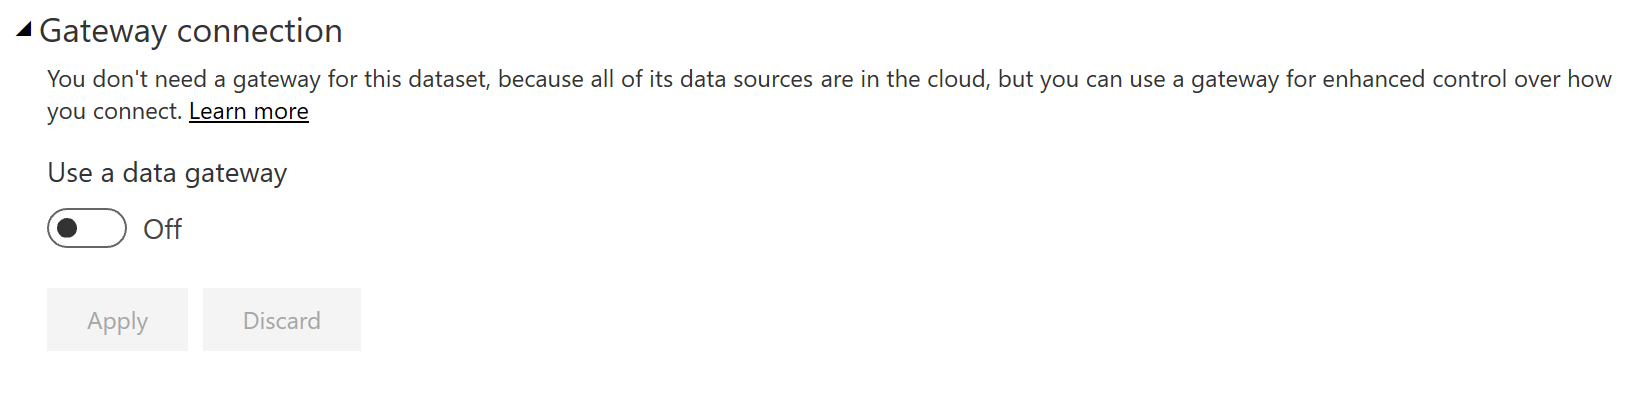 Gateway connection
You don't need a gateway for this dataset, because all of its data sources are in the cloud, but you can use a gateway for enhanced control over how
you connect. Learn more
Use a data gateway
Off
Apply Discard